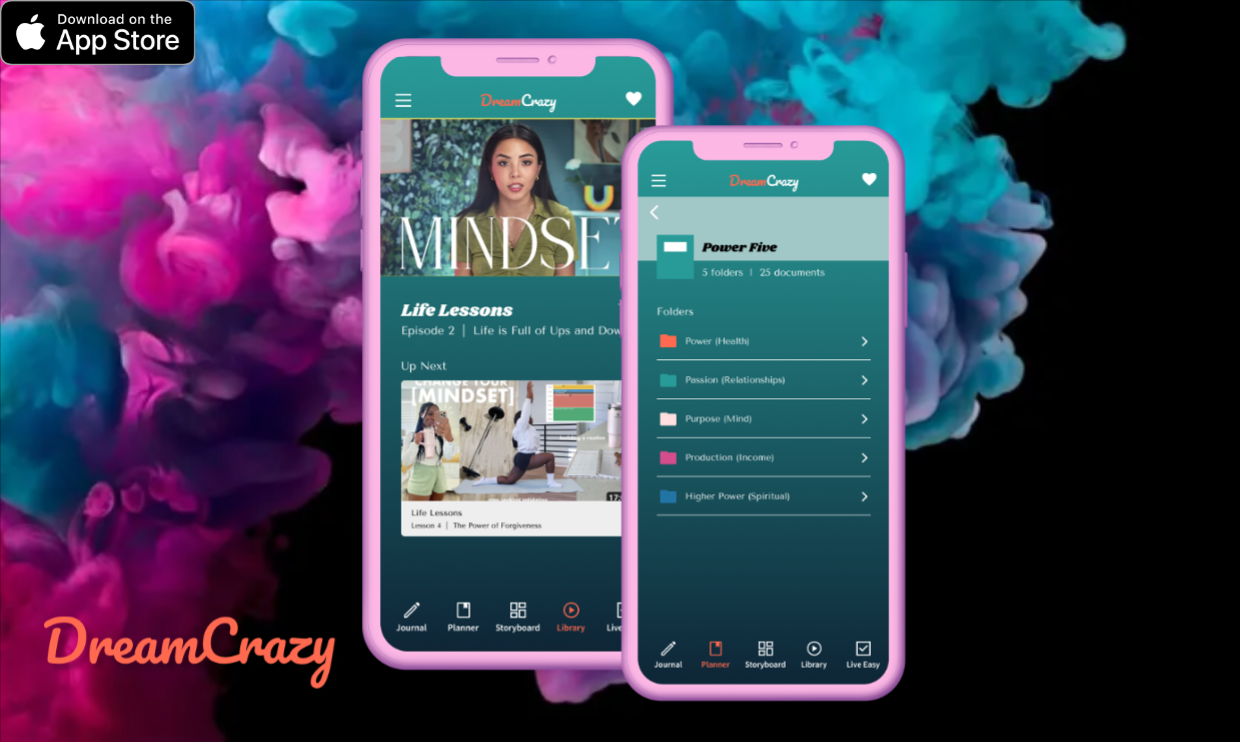 Download on the
App Store
DreamCrazy
MINDSET
Life Lessons
Episode 2 | Life is Full of Ups and Dow
Up Next
CHANGE YOUR
[MINDSET]
building a routine
17:
Life Lessons
Lesson 4 | The Power of Forgiveness
Journal
Planner
Storyboard
Library
Live
DreamCrazy
Power Five
5 folders | 25 documents
Folders
Power (Health)
Passion (Relationships)
Purpose (Mind)
Production (Income)
Higher Power (Spiritual)
Journal
Planner
Storyboard
Library
Live Easy
DreamCrazy